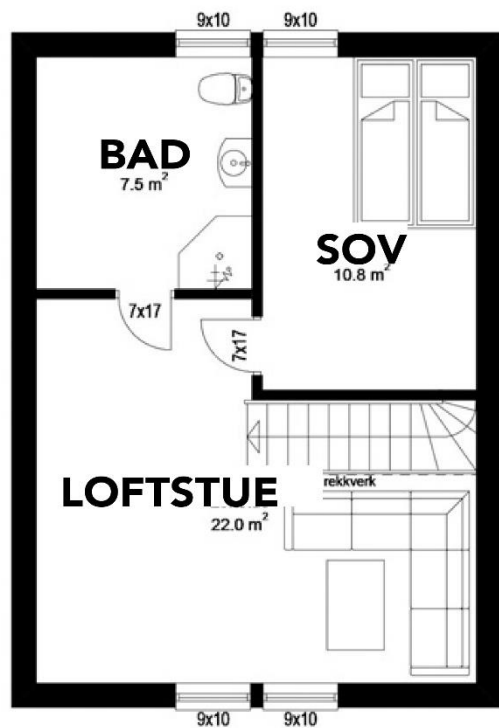 9x10
9x10
BAD
7.5 m²
SOV
10.8 m²
7x17
7x17
LOFTSTUE
rekkverk
22.0 m²
9x10
9x10